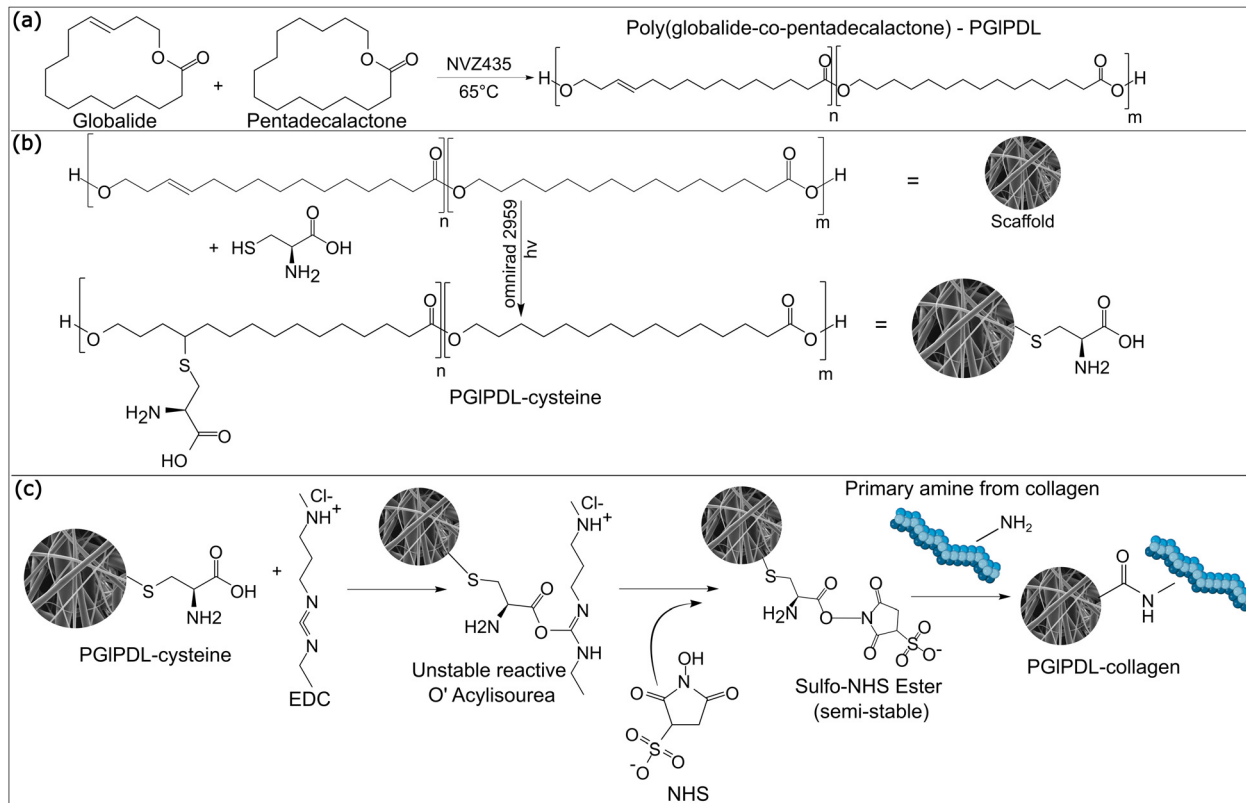 (a)
Poly(globalide-co-pentadecalactone) - PGlPDL
O
O
Globalide
+
O
O
Pentadecalactone
NVZ435
65°C
H
O
O
n
O
O
O
H
m
(b)
H
O
O
n
O
O
O
H
m
=
Scaffold
+
HS
O
OH
NH2
omnirad 2959
hv
H
O
O
n
O
O
O
H
m
S
H2N
O
HO
PGlPDL-cysteine
=
S
O
OH
NH2
(c)
S
O
OH
NH2
PGlPDL-cysteine
+
Cl-
NH+
N
N
EDC
Cl-
NH+
S
H2N
O
O
N
NH
Unstable reactive
O' Acylisourea
OH
N
O
O
O
S
O
-O
NHS
S
H2N
O
O
N
O
O
O
S
O-
O
Sulfo-NHS Ester
(semi-stable)
Primary amine from collagen
NH2
O
N
H
PGlPDL-collagen